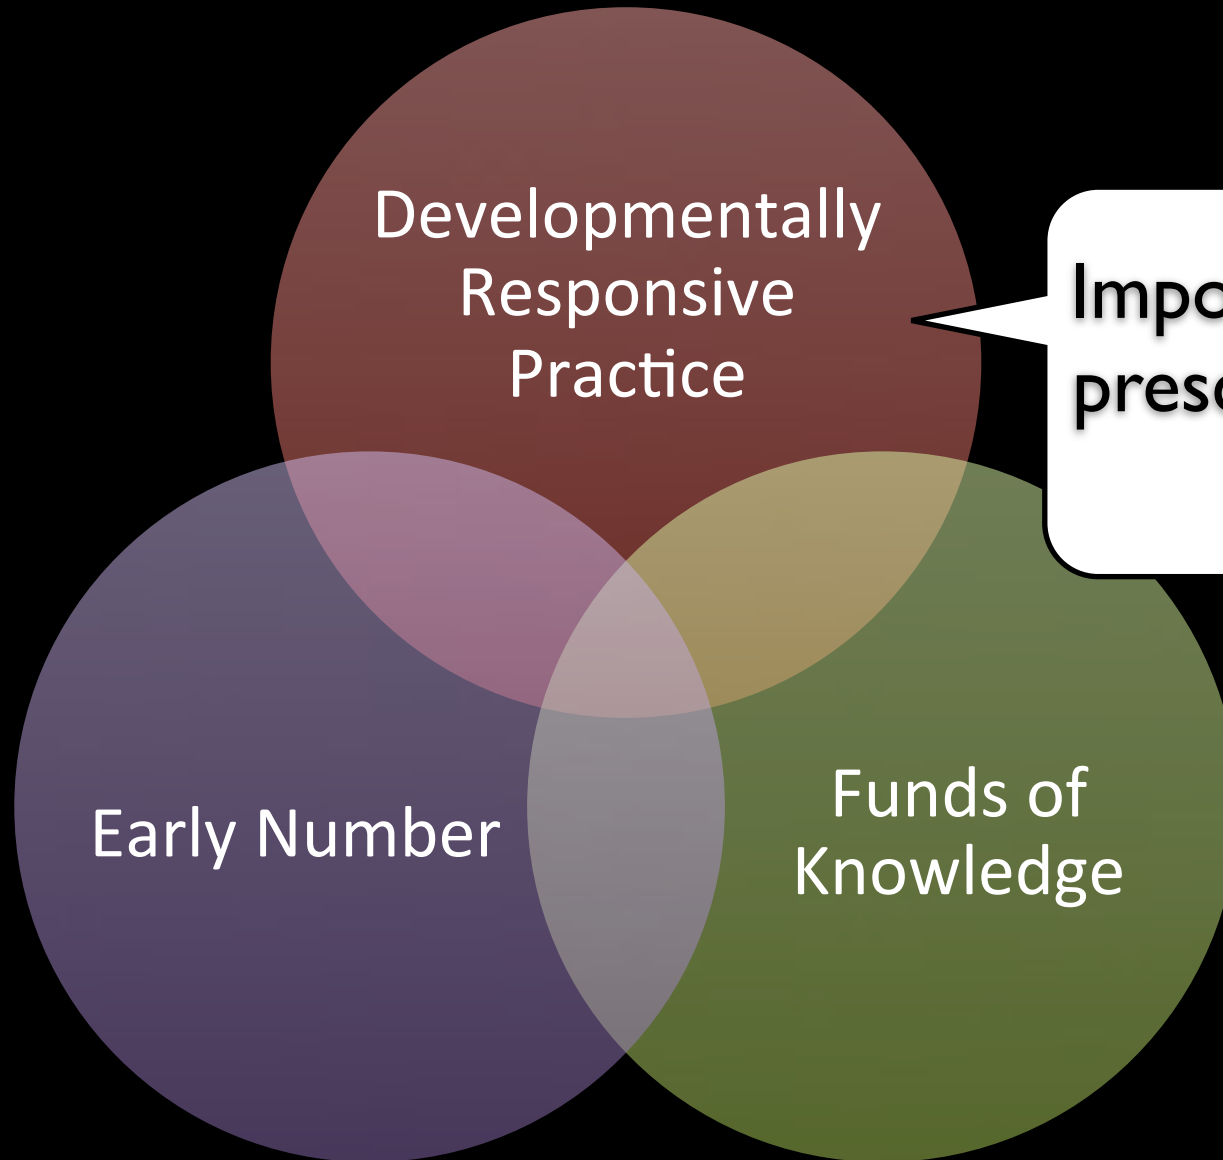 Developmentally
Responsive
Practice
Early Number
Funds of
Knowledge